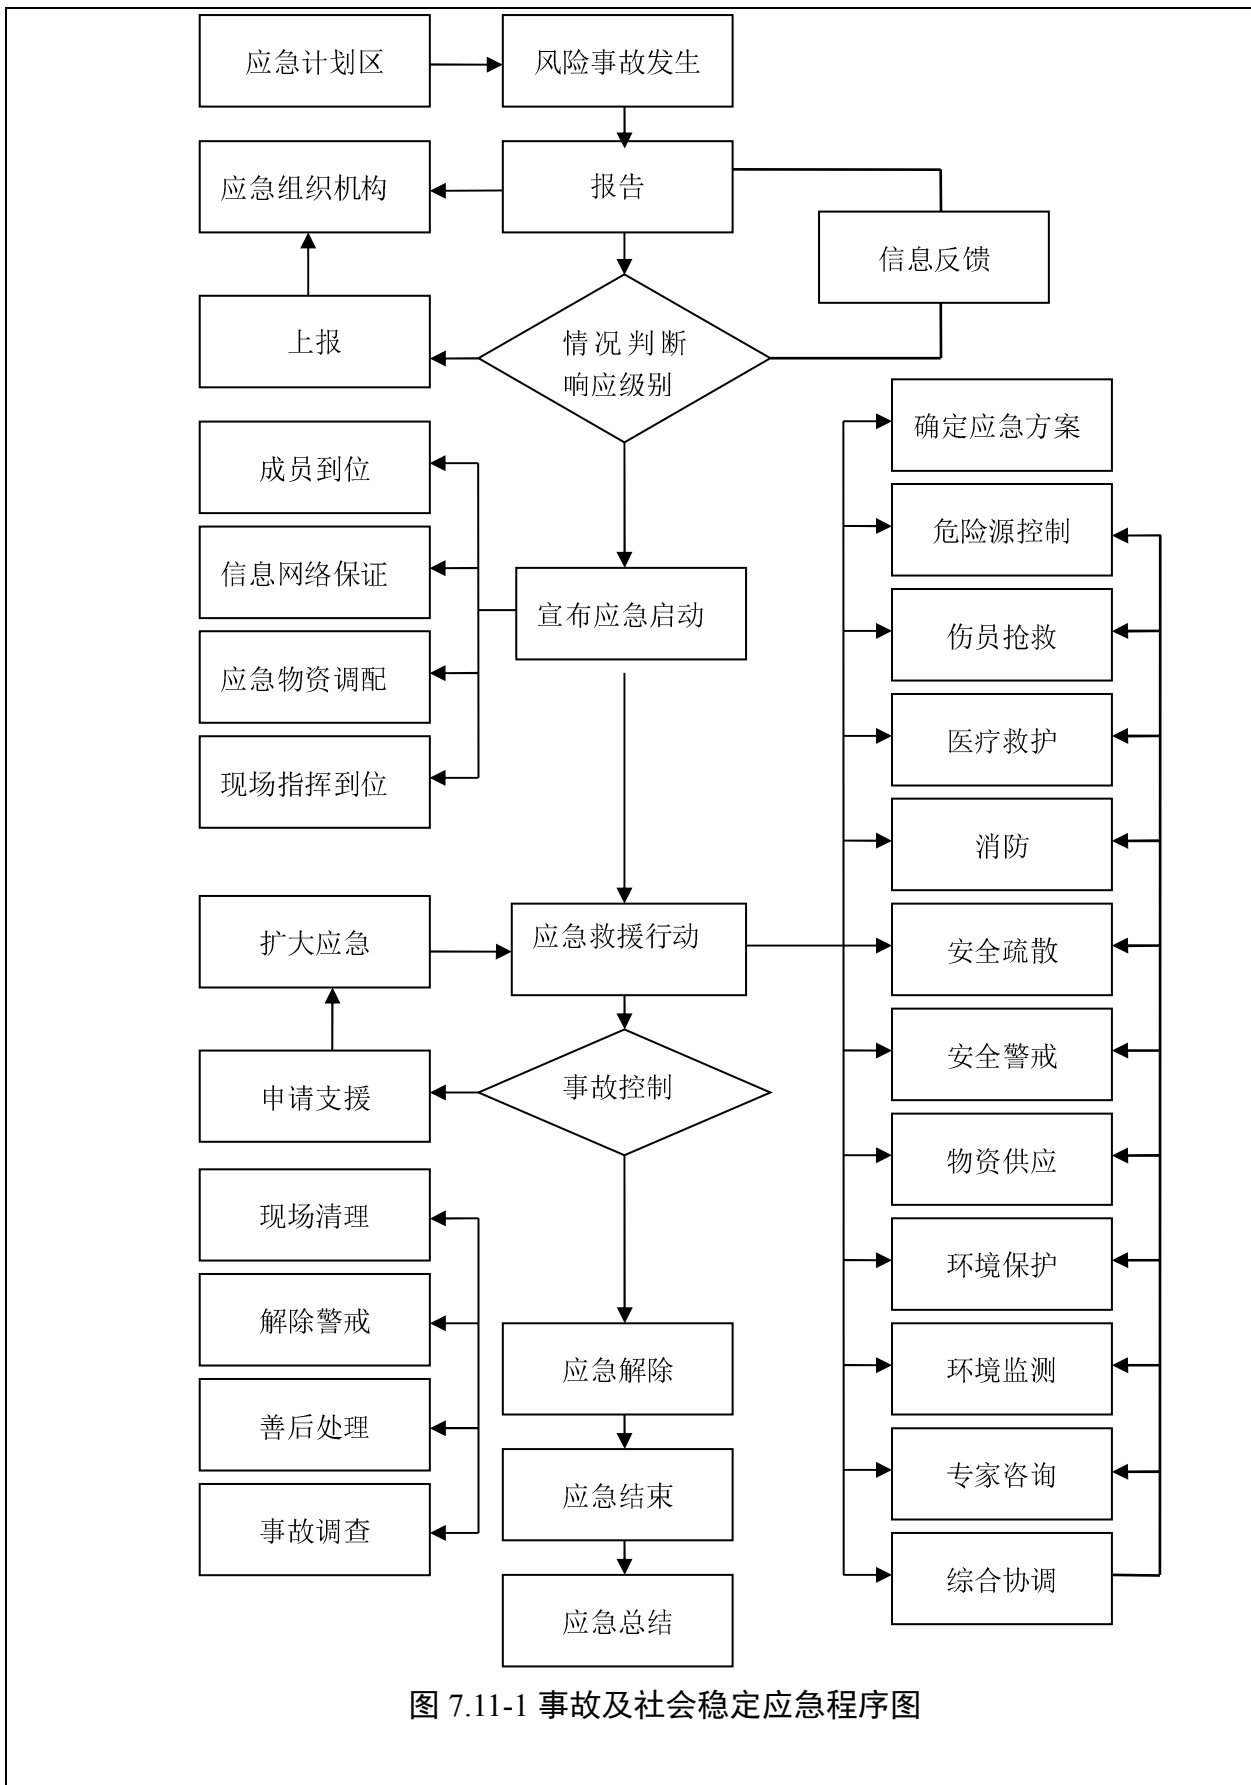 应急计划区
风险事故发生
应急组织机构
报告
信息反馈
上报
情况判断
响应级别
确定应急方案
成员到位
危险源控制
信息网络保证
宣布应急启动
伤员抢救
应急物资调配
医疗救护
现场指挥到位
消防
扩大应急
应急救援行动
安全疏散
安全警戒
申请支援
事故控制
物资供应
现场清理
环境保护
解除警戒
应急解除
环境监测
善后处理
专家咨询
应急结束
事故调查
综合协调
应急总结
图 7.11-1 事故及社会稳定应急程序图